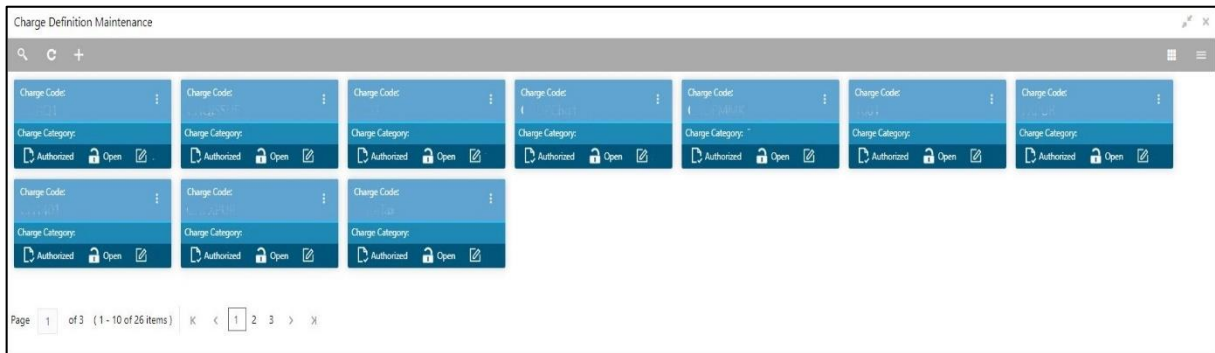 Charge Definition Maintenance
Charge Code: Charge Code: Charge Code: Charge Code: Charge Code: Charge Code: Charge Code:
Charge Category: Charge Category: Charge Category: Charge Category: Charge Category: Charge Category: Charge Category:
Authorized Open Authorized Open Authorized Open Authorized Open Authorized Open Authorized Open Authorized Open
Charge Code: Charge Code: Charge Code:
Charge Category: Charge Category: Charge Category:
Authorized Open Authorized Open Authorized Open
Page 1 of 3 ( 1 - 10 of 26 items ) 1 2 3